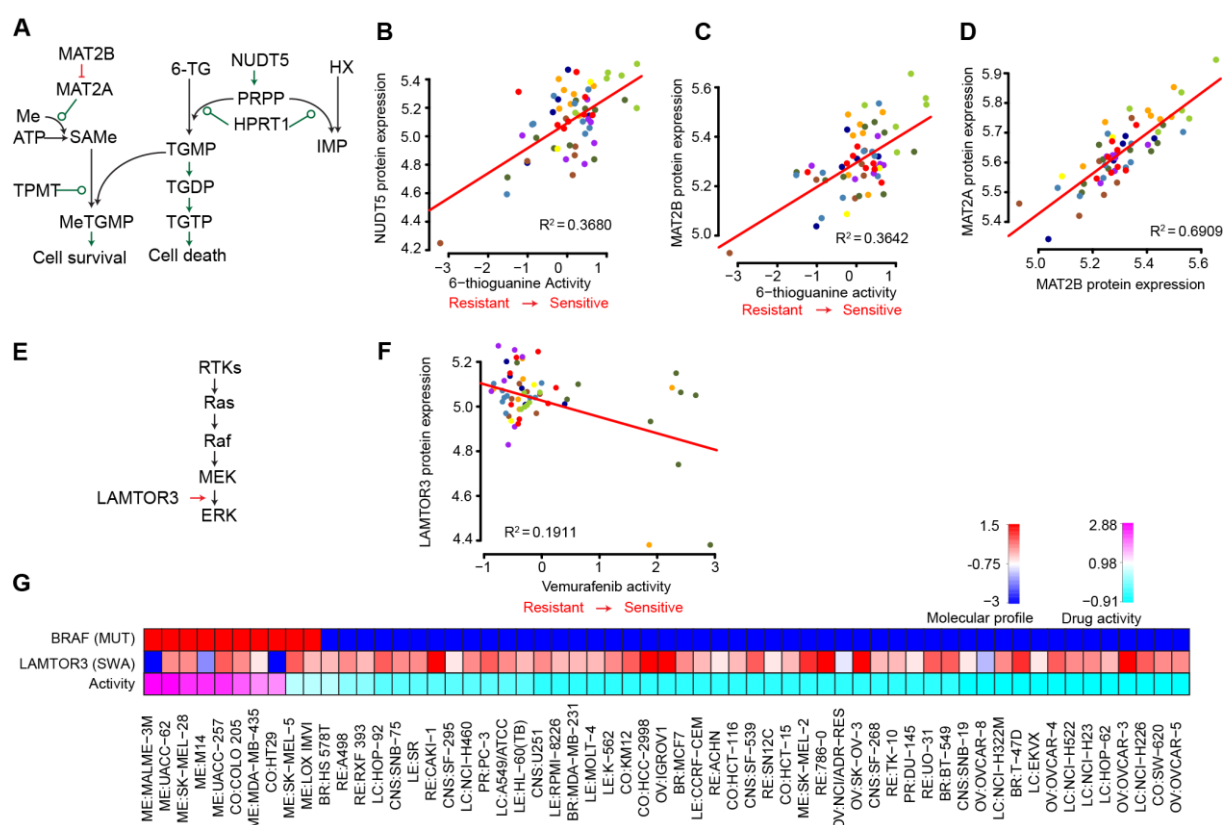 A
MAT2B
MAT2A
Me
ATP
SAMe
TPMT
MeTGMP
Cell survival
6-TG
NUDT5
HX
PRPP
HPRT1
TGMP
IMP
TGDP
TGTP
Cell death
B
NUDT5 protein expression
5.4
5.2
5.0
4.8
4.6
4.4
4.2
R² = 0.3680
−3 −2 −1 0 1
6−thioguanine Activity
Resistant → Sensitive
C
MAT2B protein expression
5.6
5.4
5.2
5.0
R² = 0.3642
−3 −2 −1 0 1
6−thioguanine activity
Resistant → Sensitive
D
MAT2A protein expression
5.9
5.8
5.7
5.6
5.5
5.4
R² = 0.6909
5.0 5.2 5.4 5.6
MAT2B protein expression
E
RTKs
Ras
Raf
MEK
LAMTOR3
ERK
F
LAMTOR3 protein expression
5.2
5.0
4.8
4.6
4.4
R² = 0.1911
−1 0 1 2 3
Vemurafenib activity
Resistant → Sensitive
1.5
-0.75
−3
Molecular profile
2.88
0.98
−0.91
Drug activity
G
BRAF (MUT)
LAMTOR3 (SWA)
Activity
ME:MALME−3M
ME:UACC−62
ME:SK−MEL−28
ME:M14
ME:UACC−257
CO:COLO 205
ME:MDA−MB−435
CO:HT29
ME:SK−MEL−5
ME:LOX IMVI
BR:HS 578T
RE:A498
RE:RXF 393
LC:HOP−92
CNS:SNB−75
LE:SR
RE:CAKI−1
CNS:SF−295
LC:NCI−H460
PR:PC−3
LC:A549/ATCC
LE:HL−60(TB)
CNS:U251
LE:RPMI−8226
BR:MDA−MB−231
LE:MOLT−4
LE:K−562
CO:KM12
CO:HCC−2998
OV:IGROV1
BR:MCF7
LE:CCRF−CEM
RE:ACHN
CO:HCT−116
CNS:SF−539
RE:SN12C
CO:HCT−15
ME:SK−MEL−2
RE:786−0
OV:NCI/ADR−RES
OV:SK−OV−3
CNS:SF−268
RE:TK−10
PR:DU−145
RE:UO−31
BR:BT−549
CNS:SNB−19
OV:OVCAR−8
LC:NCI−H322M
BR:T−47D
LC:EKVX
OV:OVCAR−4
LC:NCI−H522
LC:NCI−H23
LC:HOP−62
OV:OVCAR−3
LC:NCI−H226
CO:SW−620
OV:OVCAR−5